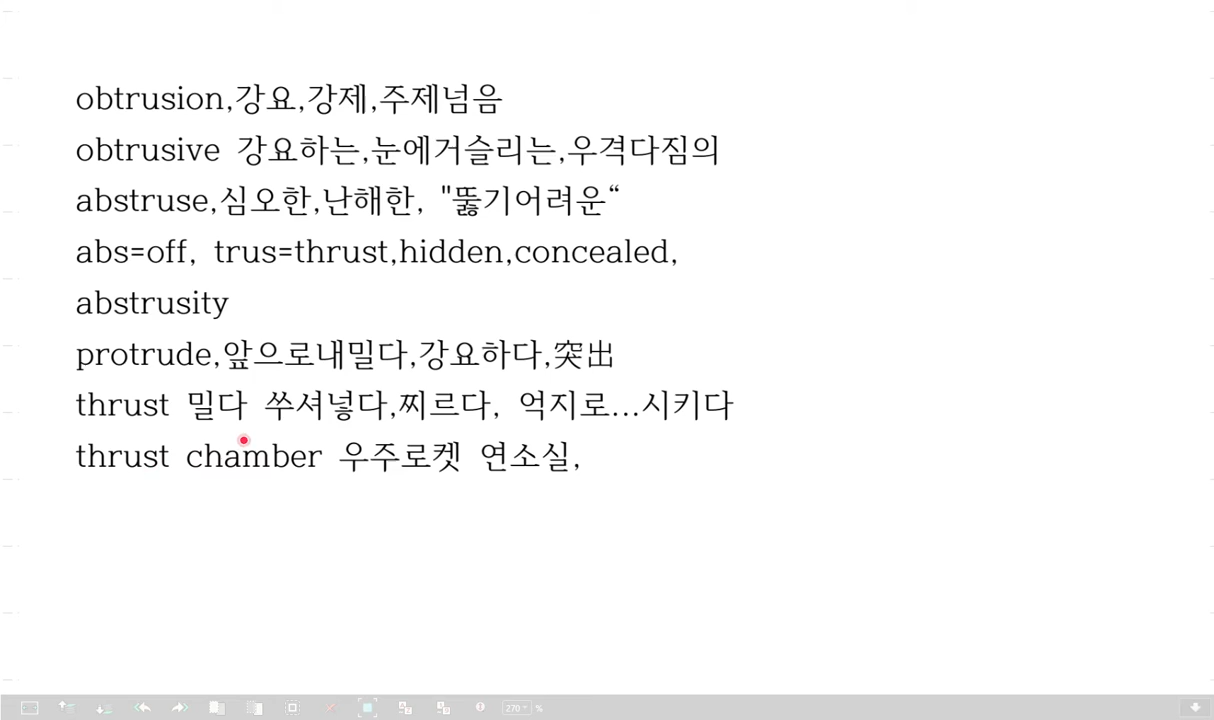 obtrusion,강요,강제,주제넘음
obtrusive 강요하는,눈에거슬리는,우격다짐의
abstruse,심오한,난해한, "뚫기어려운“
abs=off, trus=thrust,hidden,concealed,
abstrusity
protrude,앞으로내밀다,강요하다,突出
thrust 밀다 쑤셔넣다,찌르다, 억지로...시키다
thrust chamber 우주로켓 연소실,
270 %